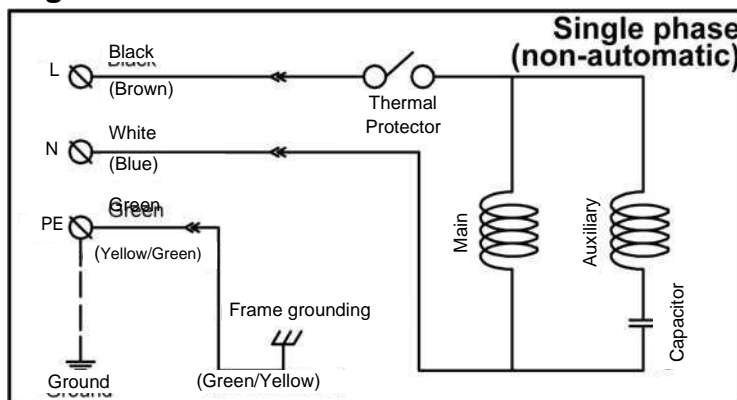 Single phase
(non-automatic)
L
Black
(Brown)
Thermal
Protector
N
White
(Blue)
PE
Green
(Yellow/Green)
Main
Auxiliary
Capacitor
Frame grounding
Ground
(Green/Yellow)